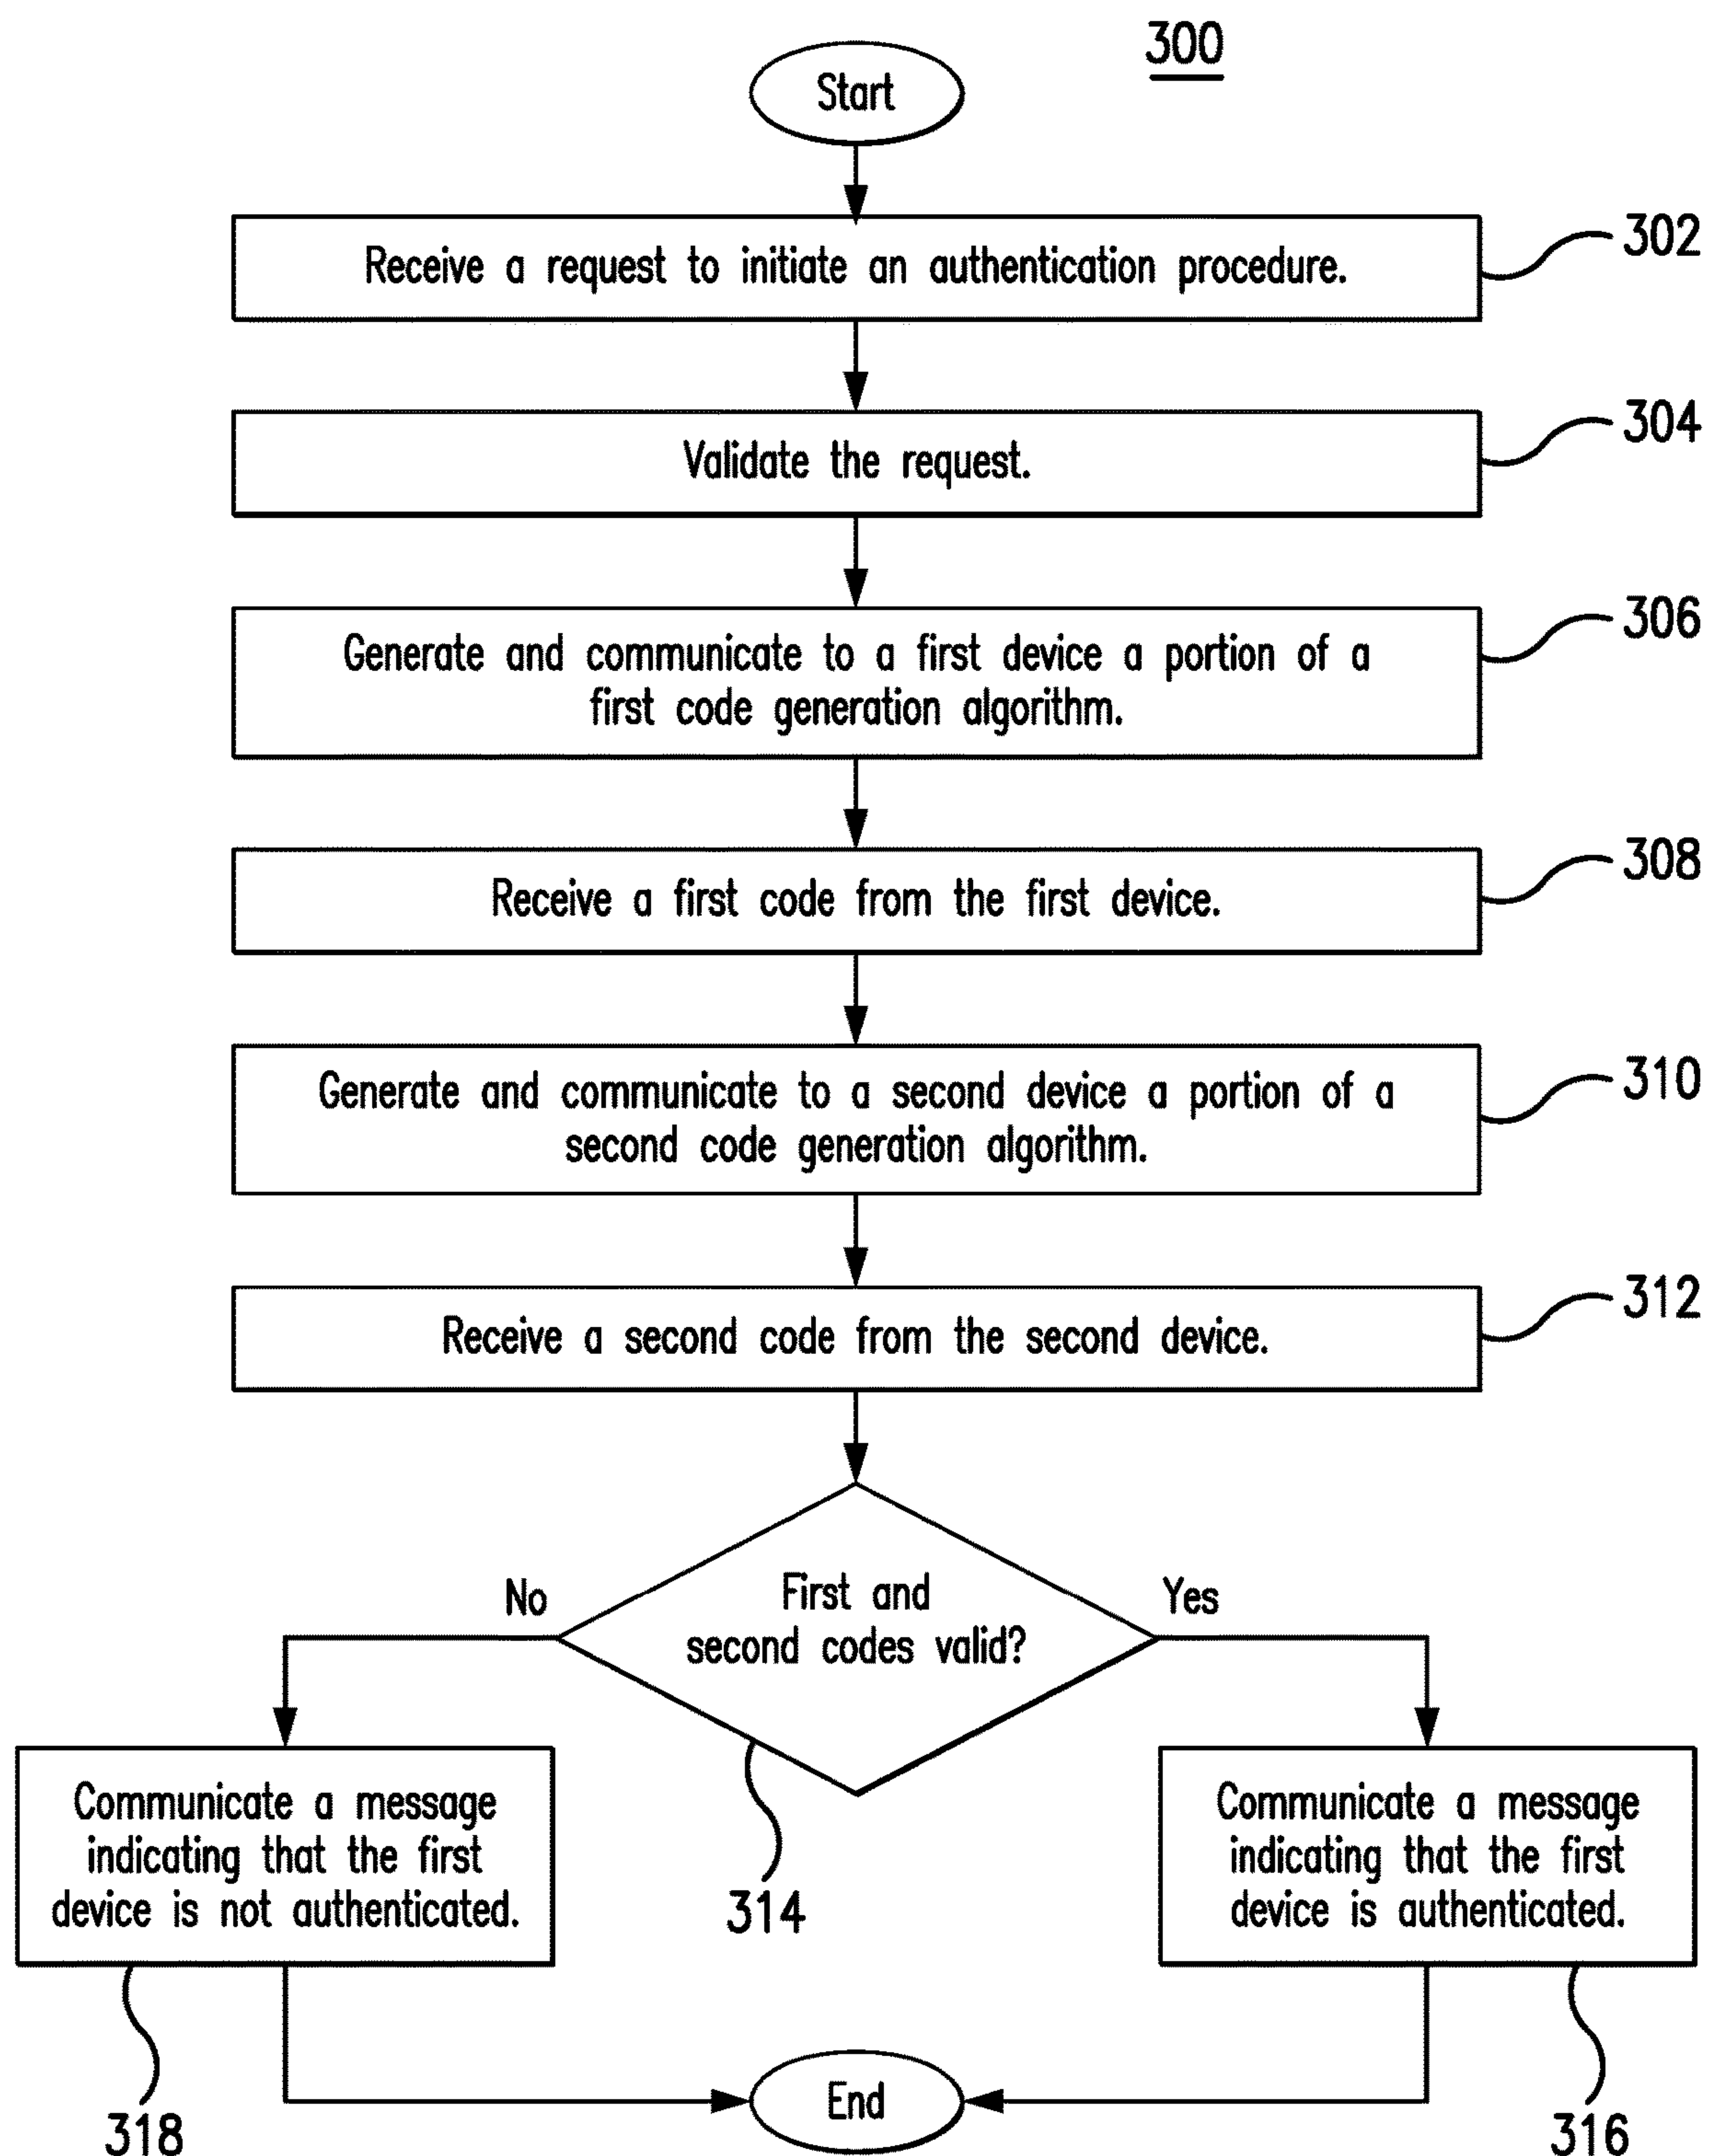 300
Start
Receive a request to initiate an authentication procedure.
302
Validate the request.
304
Generate and communicate to a first device a portion of a
first code generation algorithm.
306
Receive a first code from the first device.
308
Generate and communicate to a second device a portion of a
second code generation algorithm.
310
Receive a second code from the second device.
312
First and
second codes valid?
No
Yes
314
Communicate a message
indicating that the first
device is not authenticated.
318
Communicate a message
indicating that the first
device is authenticated.
316
End